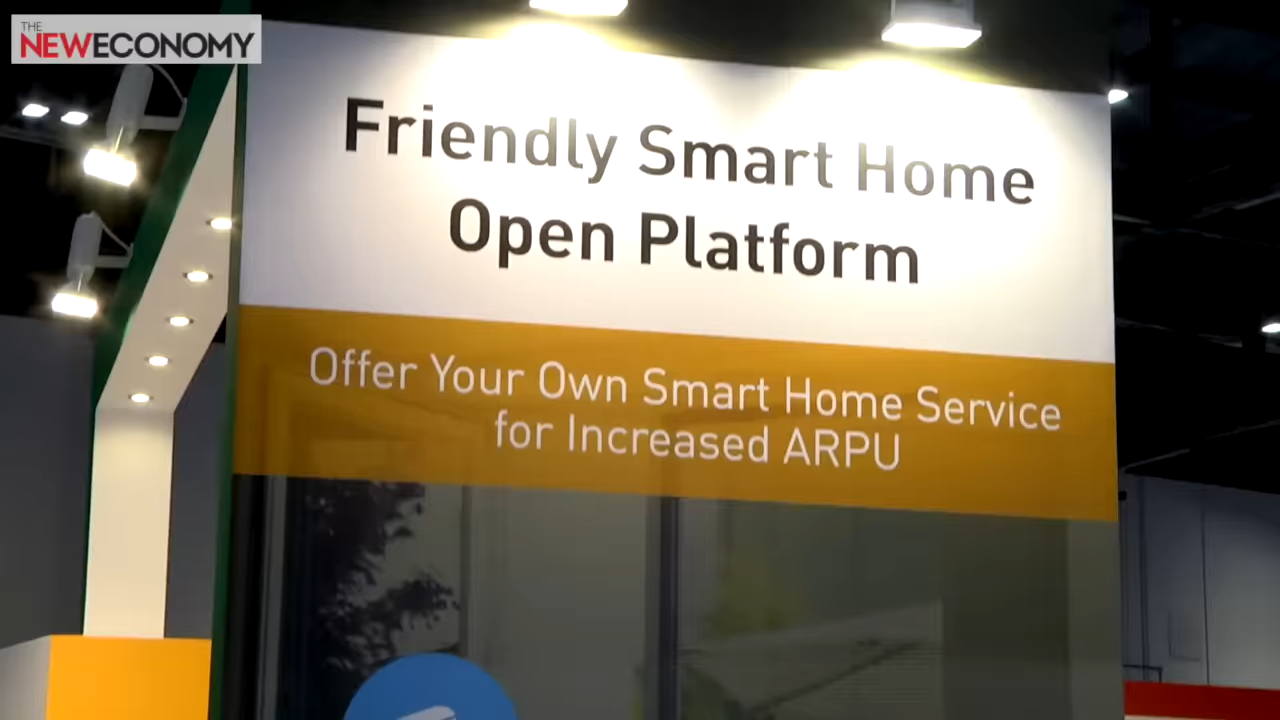 THE
NEWECONOMY
Friendly Smart Home
Open Platform
Offer Your Own Smart Home Service
for Increased ARPU